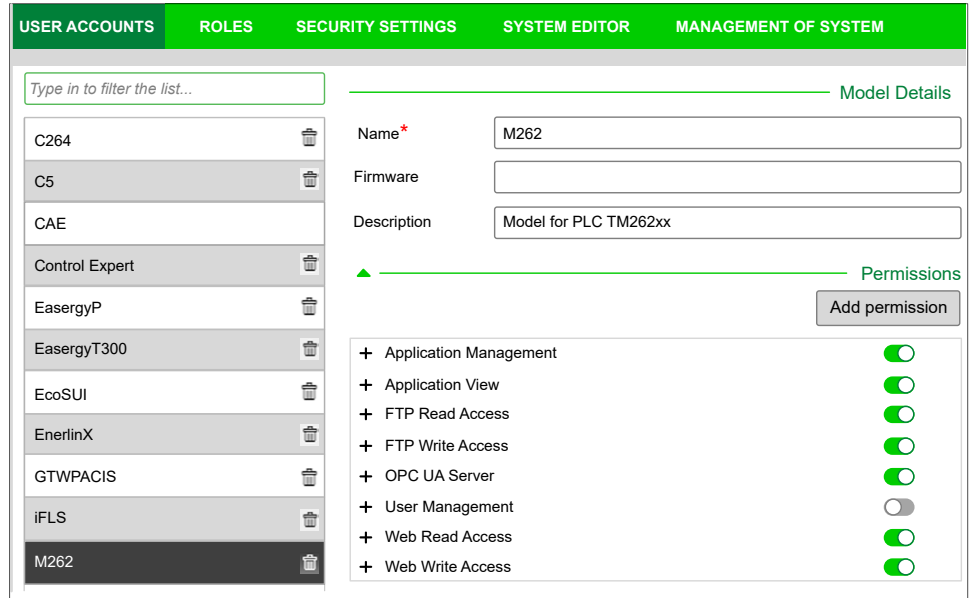 USER ACCOUNTS ROLES SECURITY SETTINGS SYSTEM EDITOR MANAGEMENT OF SYSTEM
Type in to filter the list...
C264
C5
CAE
Control Expert
EasergyP
EasergyT300
EcoSUI
EnerlinX
GTWPACIS
iFLS
M262
Model Details
Name* M262
Firmware
Description Model for PLC TM262xx
Permissions
Add permission
+ Application Management
+ Application View
+ FTP Read Access
+ FTP Write Access
+ OPC UA Server
+ User Management
+ Web Read Access
+ Web Write Access